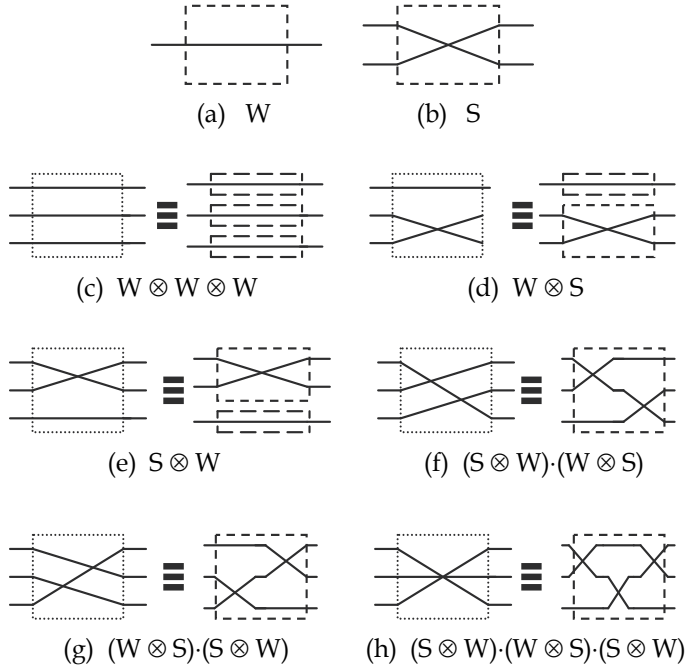 (a) W
(b) S
(c) W ⊗ W ⊗ W
(d) W ⊗ S
(e) S ⊗ W
(f) (S ⊗ W)·(W ⊗ S)
(g) (W ⊗ S)·(S ⊗ W)
(h) (S ⊗ W)·(W ⊗ S)·(S ⊗ W)